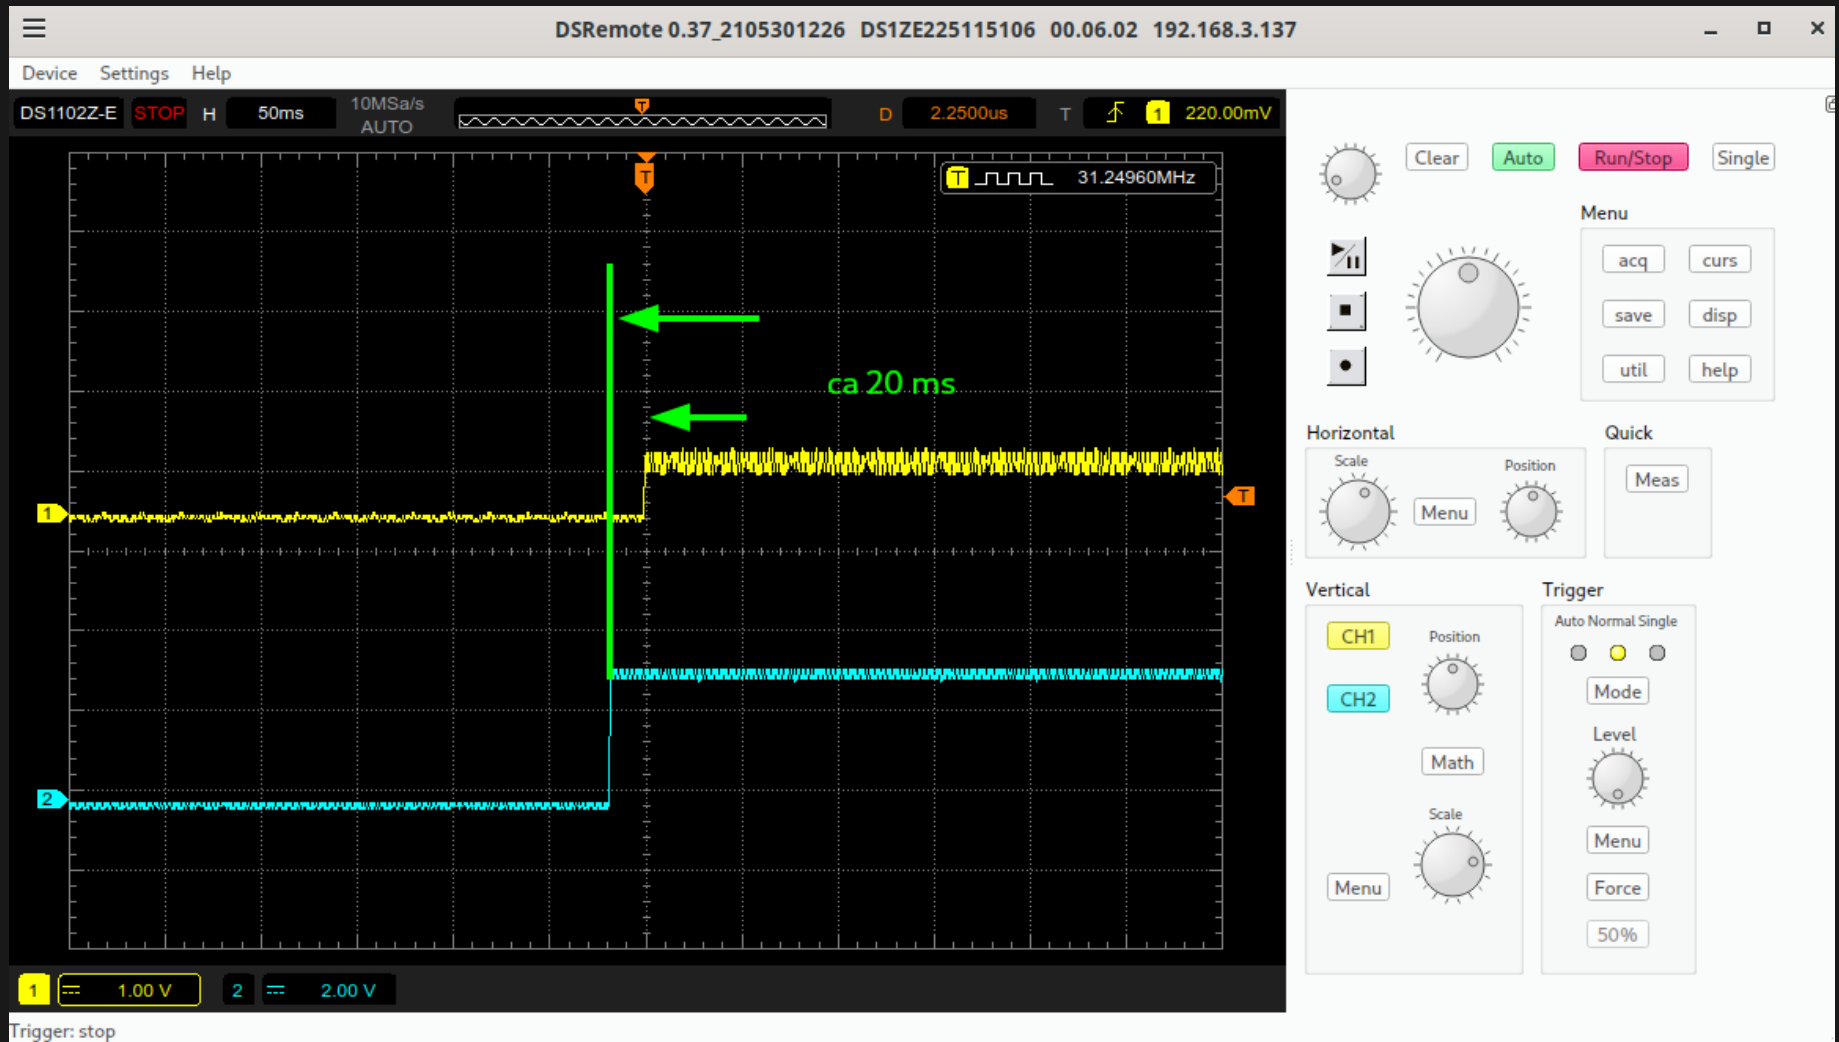 DSRemote 0.37_2105301226 DS1ZE225115106 00.06.02 192.168.3.137
Device Settings Help
DS1102Z-E STOP H 50ms 10MSa/s AUTO T D 2.2500us T 1 220.00mV
T
T 31.24960MHz
ca 20 ms
1
T
2
1 1.00 V 2 2.00 V
Trigger: stop
Clear Auto Run/Stop Single
Menu
acq curs
save disp
util help
Horizontal
Scale Position
Menu
Quick
Meas
Vertical
CH1 Position
CH2
Math
Scale
Menu
Trigger
Auto Normal Single
Mode
Level
Menu
Force
50%